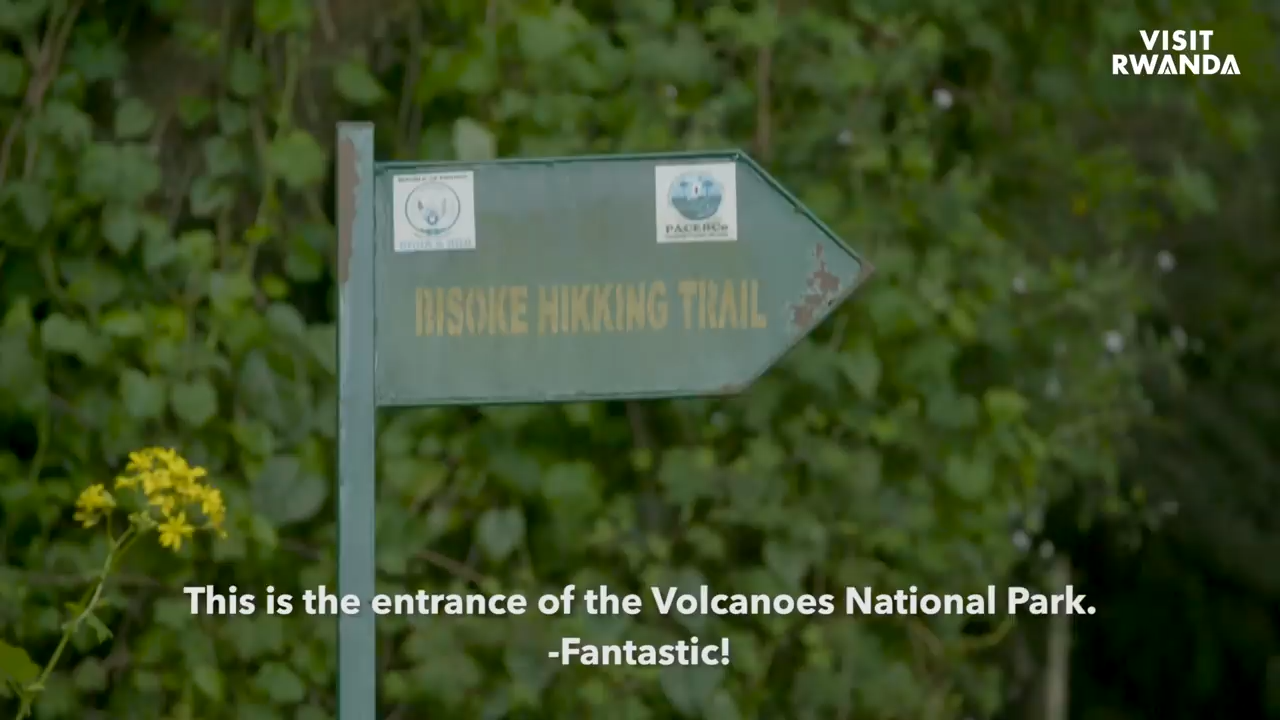 VISIT
RWANDA
PACEBCo
BISOKE HIKKING TRAIL
This is the entrance of the Volcanoes National Park.
-Fantastic!